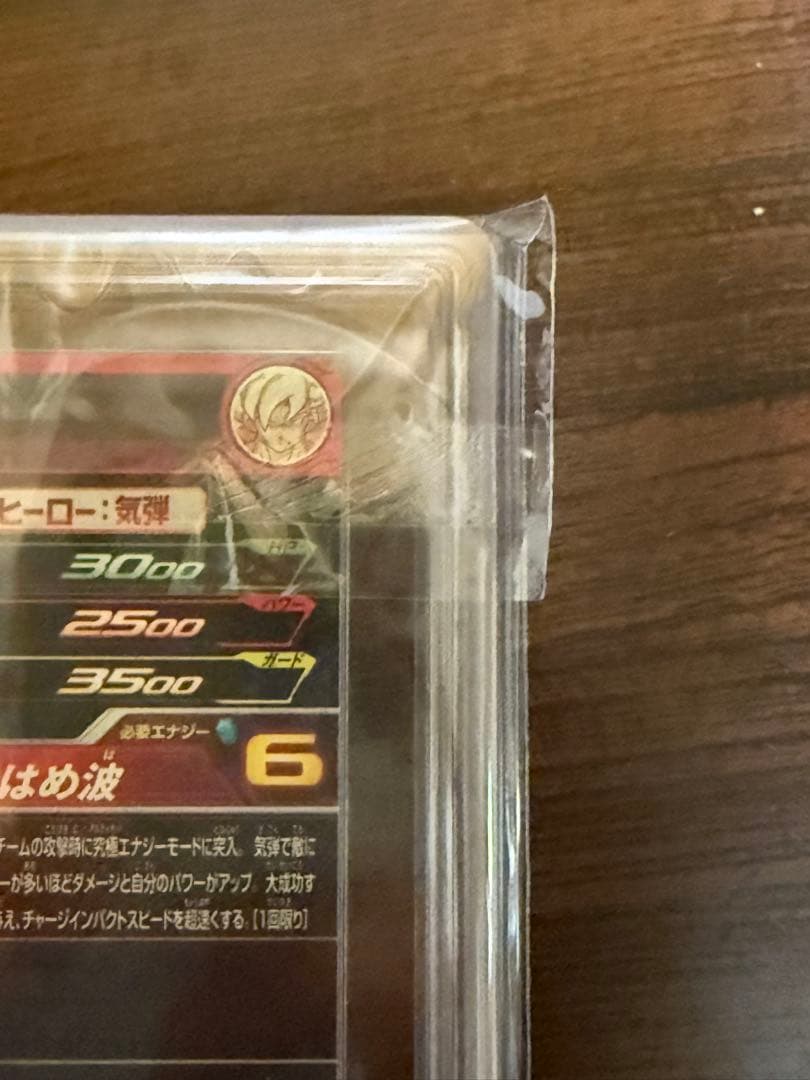 ヒーロー:気弾
HP
3000
パワー
2500
ガード
3500
必要エナジー
6
はめ波
は
チームの攻撃時に究極エナジーモードに突入。気弾で敵に
ーが多いほどダメージと自分のパワーがアップ。大成功す
え、チャージインパクトスピードを超速くする。[1回限り]